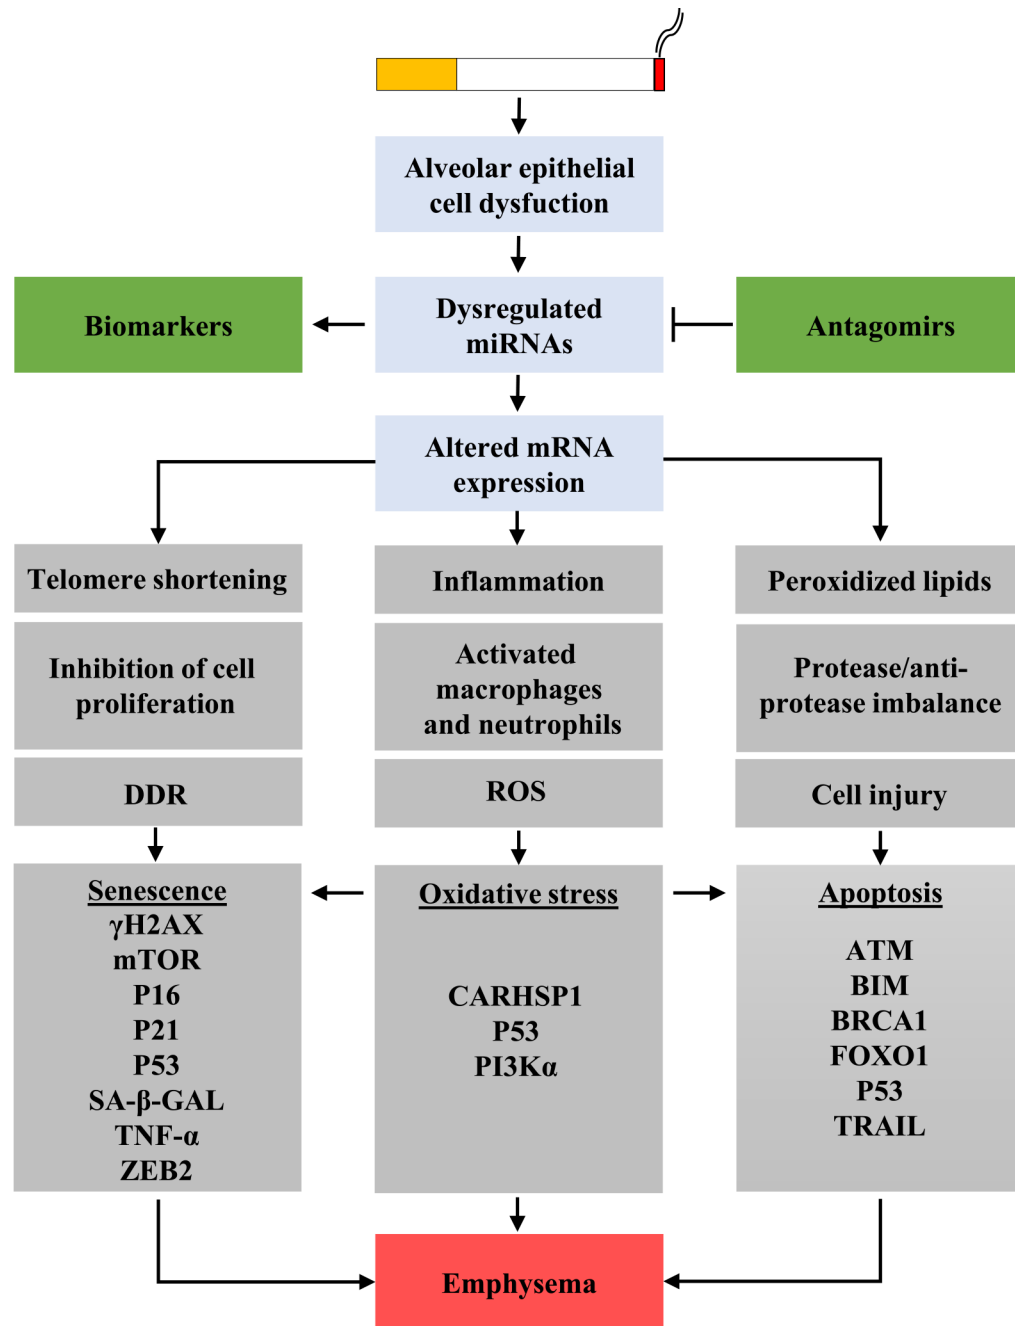 Alveolar epithelial
cell dysfuction
Biomarkers
Dysregulated
miRNAs
Antagomirs
Altered mRNA
expression
Telomere shortening
Inflammation
Peroxidized lipids
Inhibition of cell
proliferation
Activated
macrophages
and neutrophils
Protease/anti-
protease imbalance
DDR
ROS
Cell injury
Senescence
γH2AX
mTOR
P16
P21
P53
SA-β-GAL
TNF-α
ZEB2
Oxidative stress
CARHSP1
P53
PI3Kα
Apoptosis
ATM
BIM
BRCA1
FOXO1
P53
TRAIL
Emphysema